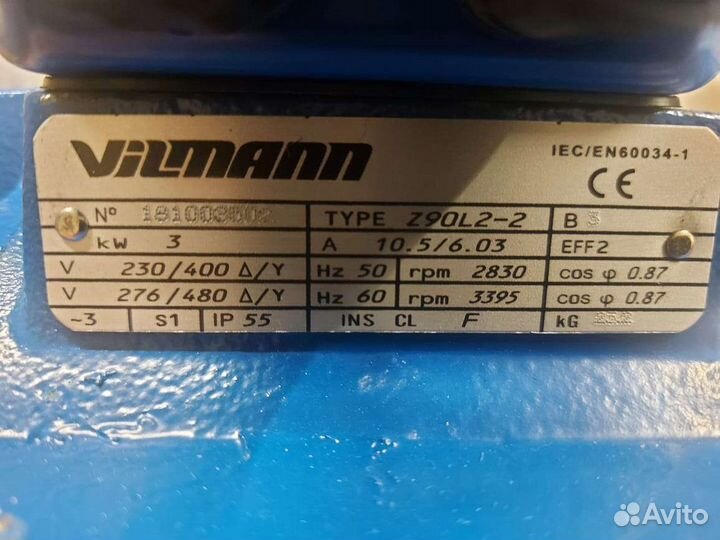 VILMANN
IEC/EN60034-1
CE
Nº TYPE Z90L2-2 B 3
kW 3 A 10.5/6.03 EFF2
V 230/400 Δ/Y Hz 50 rpm 2830 cos φ 0.87
V 276/480 Δ/Y Hz 60 rpm 3395 cos φ 0.87
~3 S1 IP 55 INS CL F kG
Avito